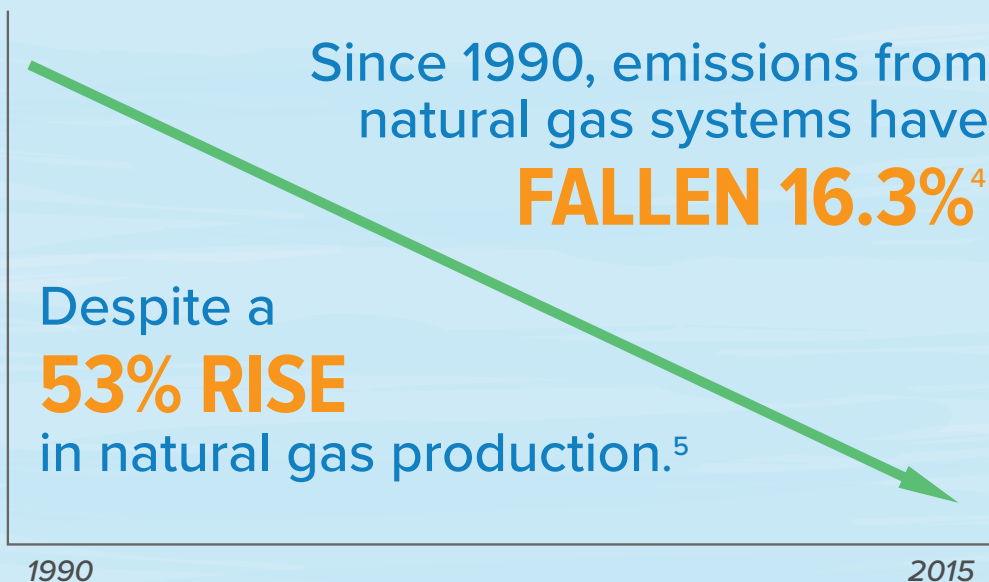 Since 1990, emissions from
natural gas systems have
FALLEN 16.3%⁴
Despite a
53% RISE
in natural gas production.⁵
1990
2015